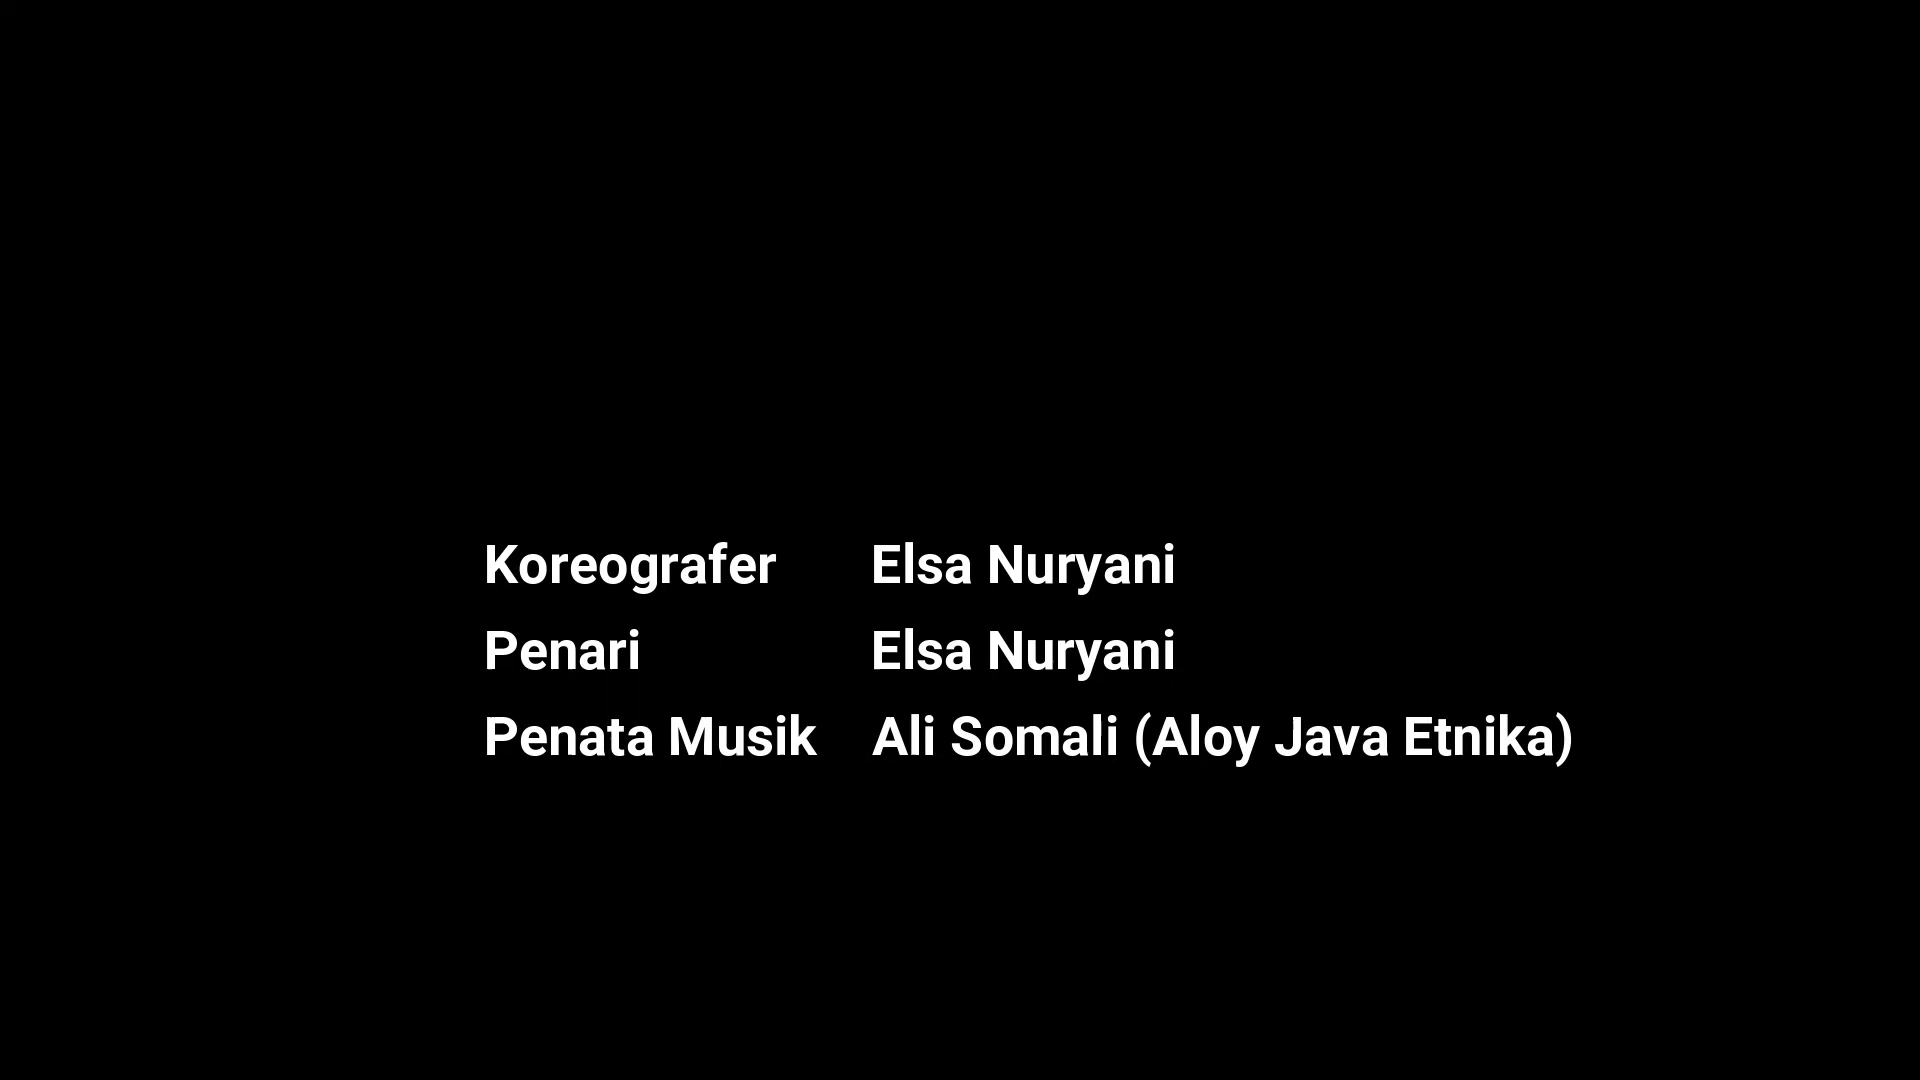 Koreografer Elsa Nuryani
Penari Elsa Nuryani
Penata Musik Ali Somali (Aloy Java Etnika)